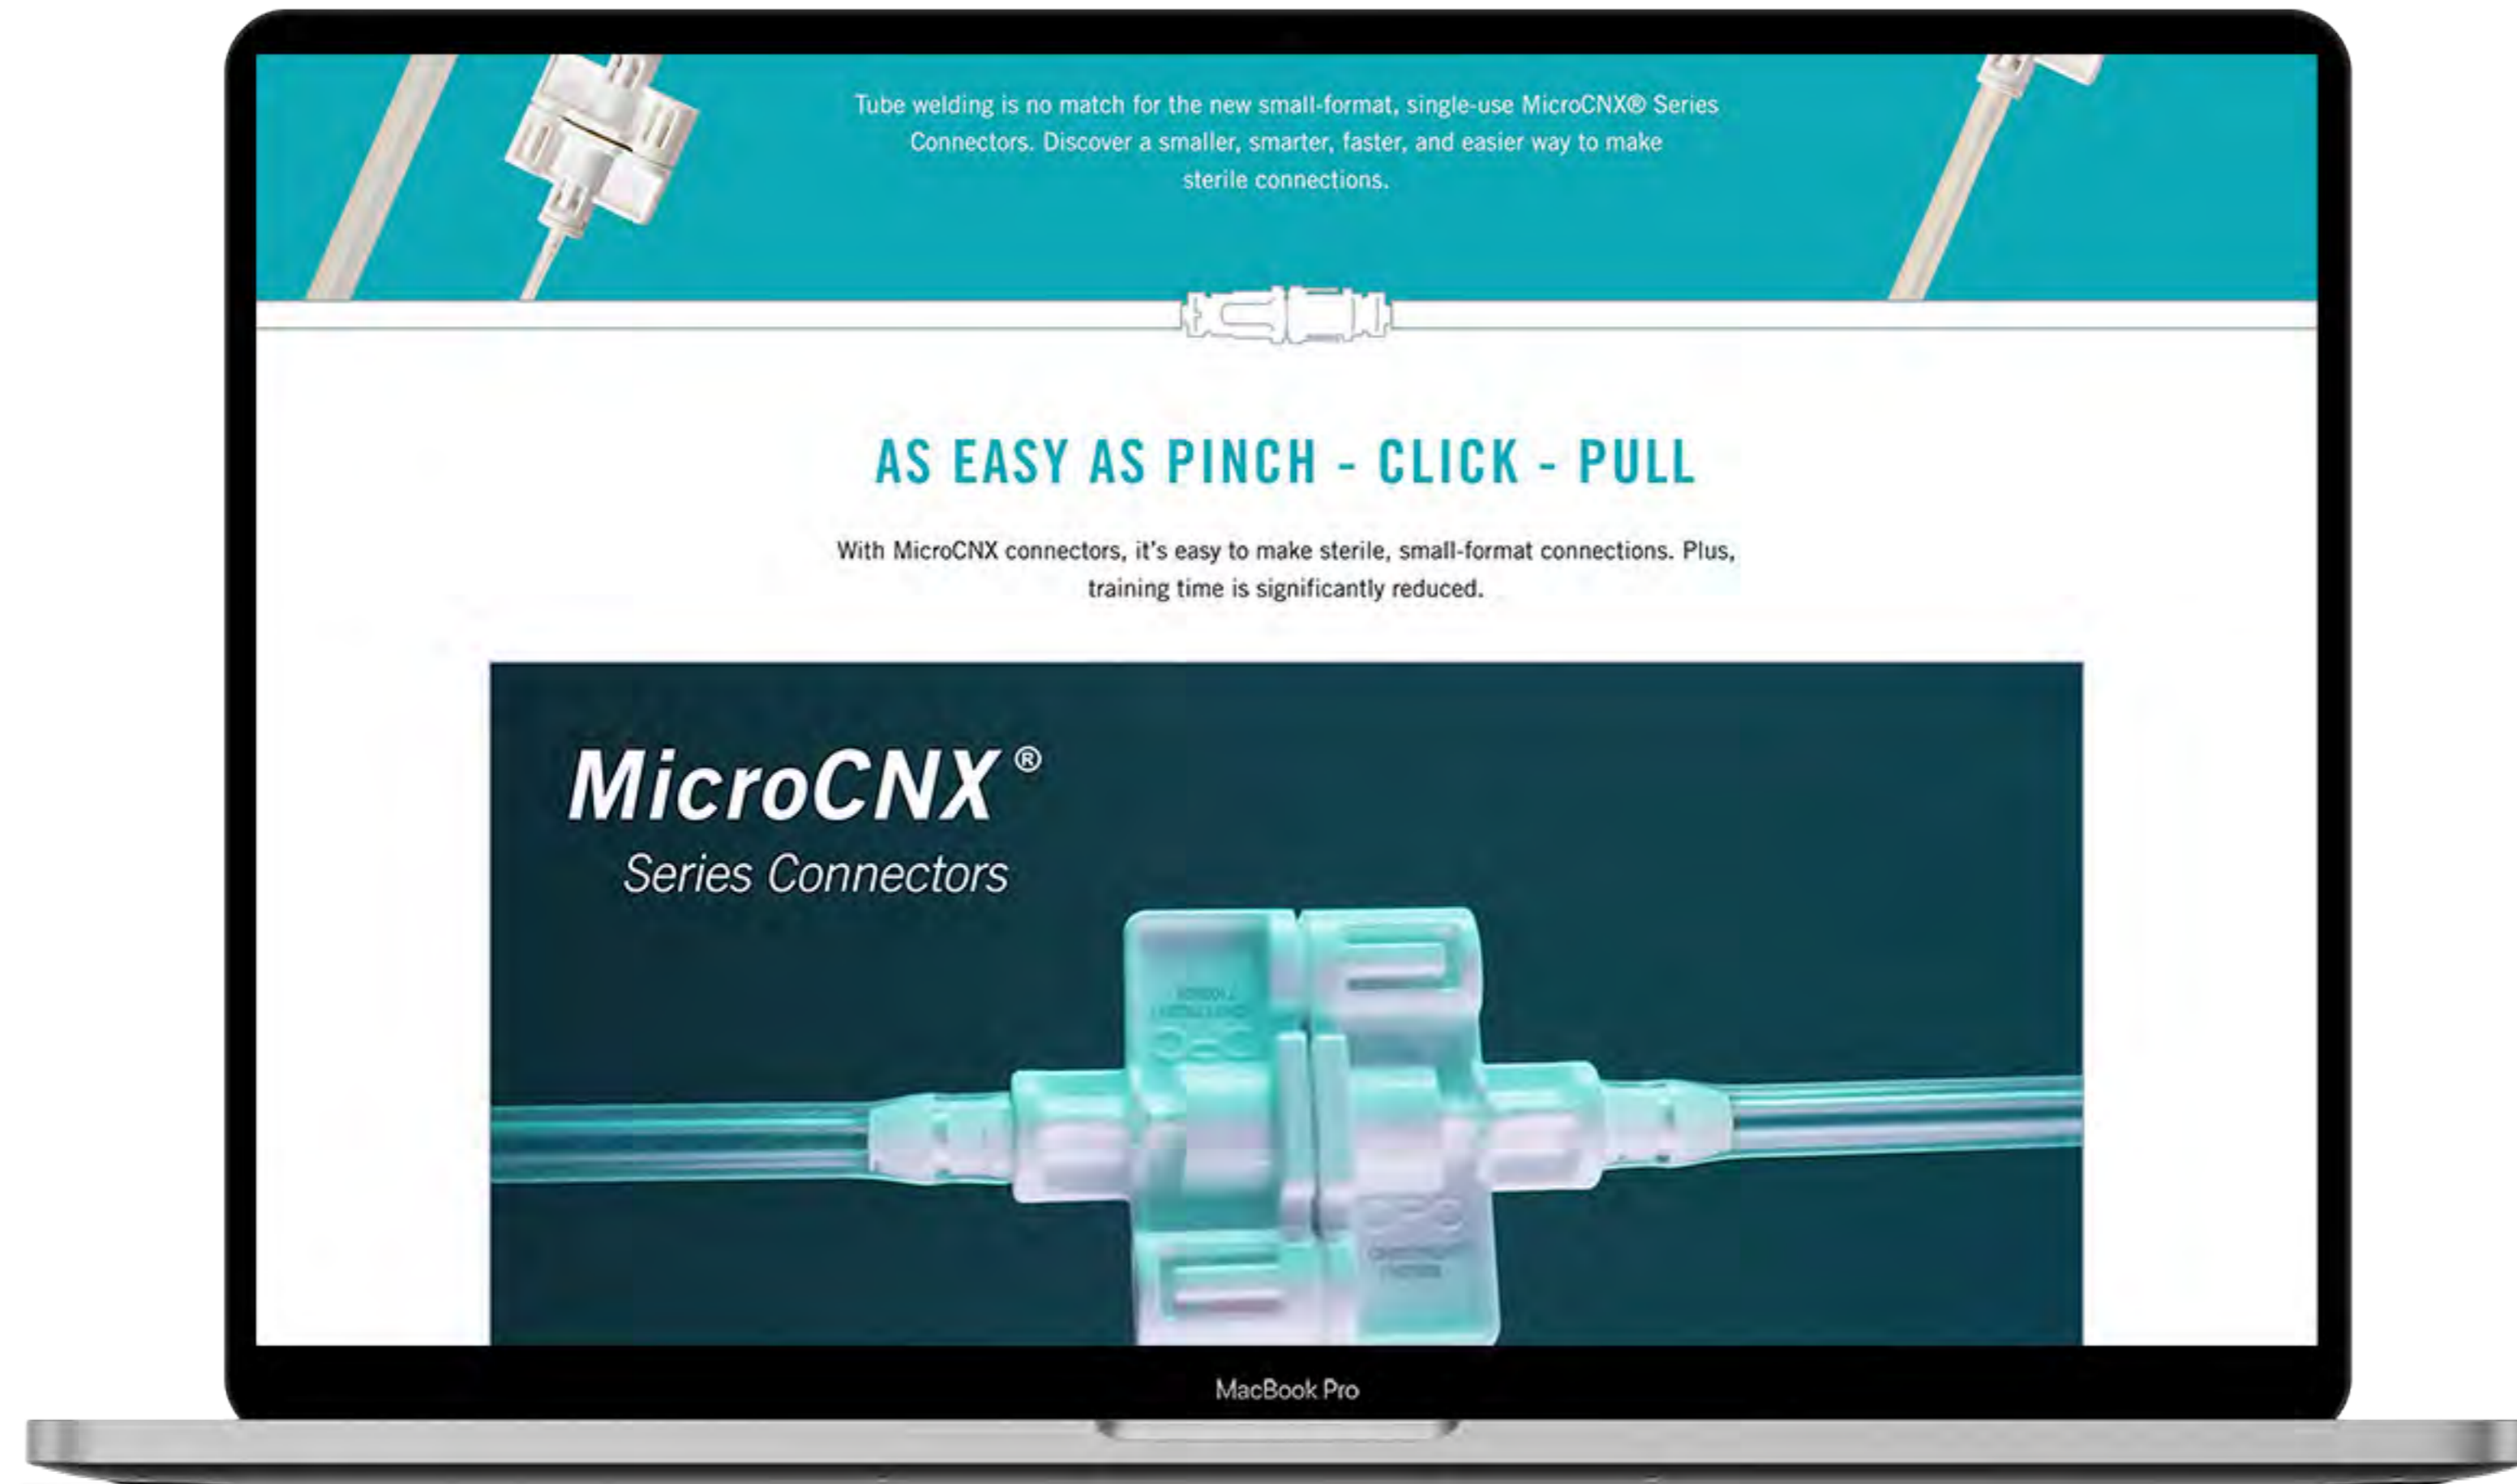 Tube welding is no match for the new small-format, single-use MicroCNX® Series
Connectors. Discover a smaller, smarter, faster, and easier way to make
sterile connections.
AS EASY AS PINCH - CLICK - PULL
With MicroCNX connectors, it's easy to make sterile, small-format connections. Plus,
training time is significantly reduced.
MicroCNX®
Series Connectors
MacBook Pro